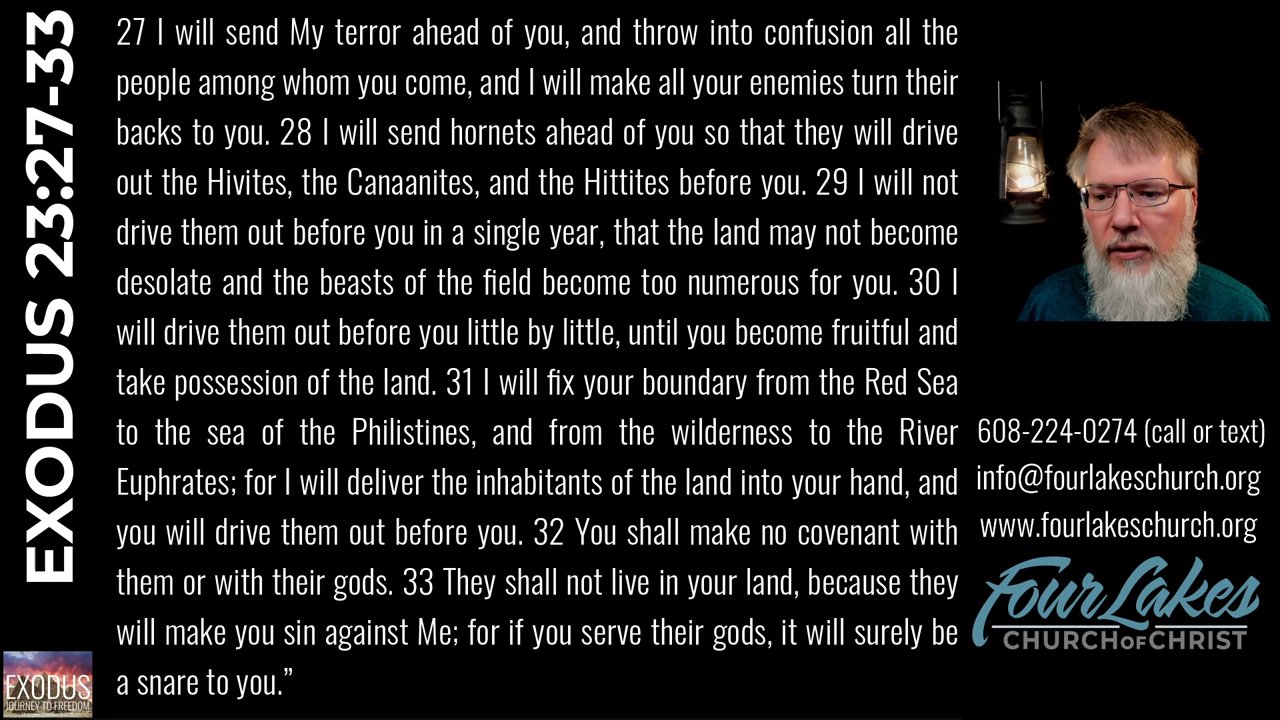 EXODUS 23:27-33
27 I will send My terror ahead of you, and throw into confusion all the
people among whom you come, and I will make all your enemies turn their
backs to you. 28 I will send hornets ahead of you so that they will drive
out the Hivites, the Canaanites, and the Hittites before you. 29 I will not
drive them out before you in a single year, that the land may not become
desolate and the beasts of the field become too numerous for you. 30 I
will drive them out before you little by little, until you become fruitful and
take possession of the land. 31 I will fix your boundary from the Red Sea
to the sea of the Philistines, and from the wilderness to the River
Euphrates; for I will deliver the inhabitants of the land into your hand, and
you will drive them out before you. 32 You shall make no covenant with
them or with their gods. 33 They shall not live in your land, because they
will make you sin against Me; for if you serve their gods, it will surely be
a snare to you.”
608-224-0274 (call or text)
info@fourlakeschurch.org
www.fourlakeschurch.org
Four Lakes
CHURCH OF CHRIST
EXODUS
JOURNEY TO FREEDOM